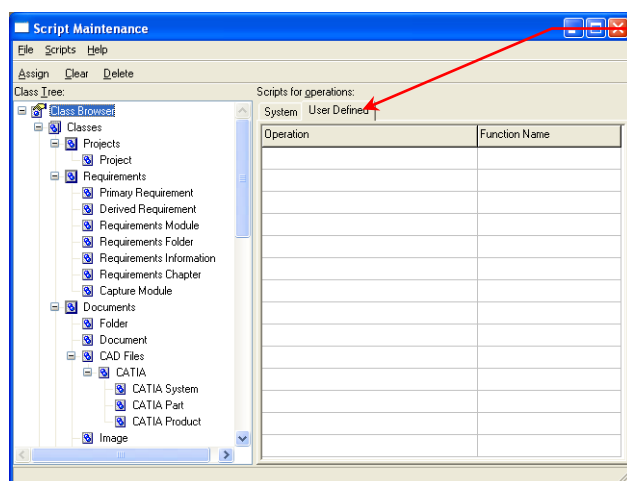 Script Maintenance
File Scripts Help
Assign Clear Delete
Class Tree:
Scripts for operations:
Class Browser
Classes
Projects
Project
Requirements
Primary Requirement
Derived Requirement
Requirements Module
Requirements Folder
Requirements Information
Requirements Chapter
Capture Module
Documents
Folder
Document
CAD Files
CATIA
CATIA System
CATIA Part
CATIA Product
Image
System User Defined
Operation Function Name